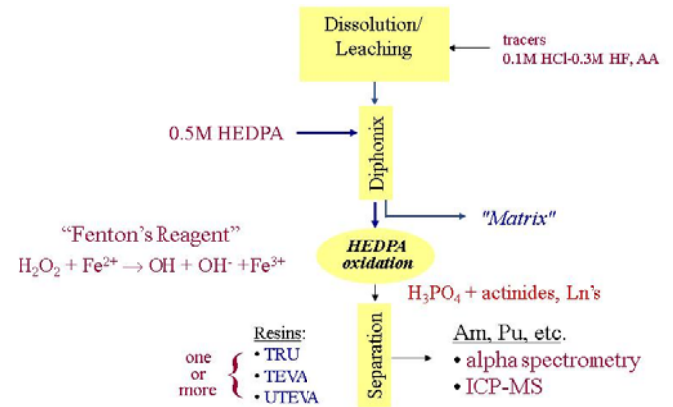 Dissolution/
Leaching
tracers
0.1M HCl-0.3M HF, AA
0.5M HEDPA
Diphonix
"Matrix"
“Fenton’s Reagent”
H₂O₂ + Fe²⁺ → OH + OH⁻ +Fe³⁺
HEDPA
oxidation
H₃PO₄ + actinides, Ln's
Separation
Resins:
one
or
more
{
• TRU
• TEVA
• UTEVA
Am, Pu, etc.
• alpha spectrometry
• ICP-MS